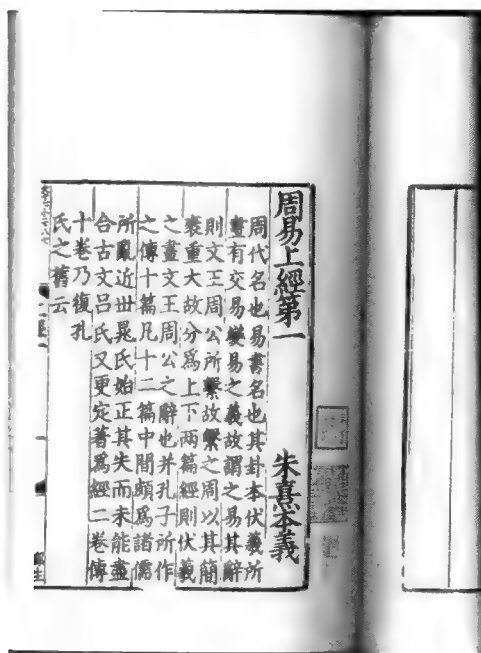 周易上經第一 朱熹本義
周代名也易書名也其卦本伏羲所
畫有交易變易之義故謂之易其辭
則文王周公所繫故繫之周以其簡
袠重大故分爲上下兩篇經則伏羲
之畫文王周公之辭也并孔子所作
之傳十篇凡十二篇中間頗爲諸儒
所亂近世晁氏始正其失而未能盡
合古文呂氏又更定著爲經二卷傳
十卷乃復孔
氏之舊云